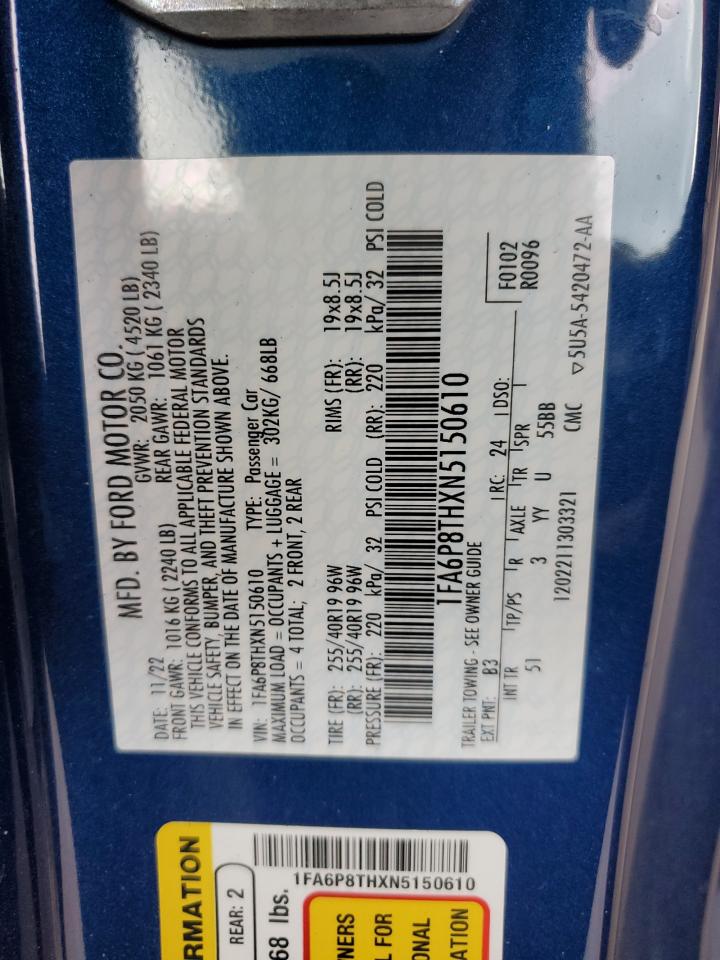 MFD. BY FORD MOTOR CO.
DATE: 11/22 GVWR: 2050 KG ( 4520 LB)
FRONT GAWR: 1016 KG ( 2240 LB) REAR GAWR: 1061 KG ( 2340 LB)
THIS VEHICLE CONFORMS TO ALL APPLICABLE FEDERAL MOTOR
VEHICLE SAFETY, BUMPER, AND THEFT PREVENTION STANDARDS
IN EFFECT ON THE DATE OF MANUFACTURE SHOWN ABOVE.
VIN: 1FA6P8THXN5150610 TYPE: Passenger Car
MAXIMUM LOAD = OCCUPANTS + LUGGAGE = 302KG/ 668LB
OCCUPANTS = 4 TOTAL; 2 FRONT, 2 REAR
TIRE (FR): 255/40R19 96W RIMS (FR): 19x8.5J
(RR): 255/40R19 96W (RR): 19x8.5J
PRESSURE (FR): 220 kPa/ 32 PSI COLD (RR): 220 kPa/ 32 PSI COLD
1FA6P8THXN5150610
TRAILER TOWING - SEE OWNER GUIDE
EXT PNT: B3 RC: 24 DSO: F0102
R0096
INT TR TP/PS R AXLE TR SPR
51 3 YY U 55BB
1202211303321 CMC ▽5U5A-5420472-AA
RMATION
REAR: 2
68 lbs.
1FA6P8THXN5150610
NERS
L FOR
ONAL
ATION